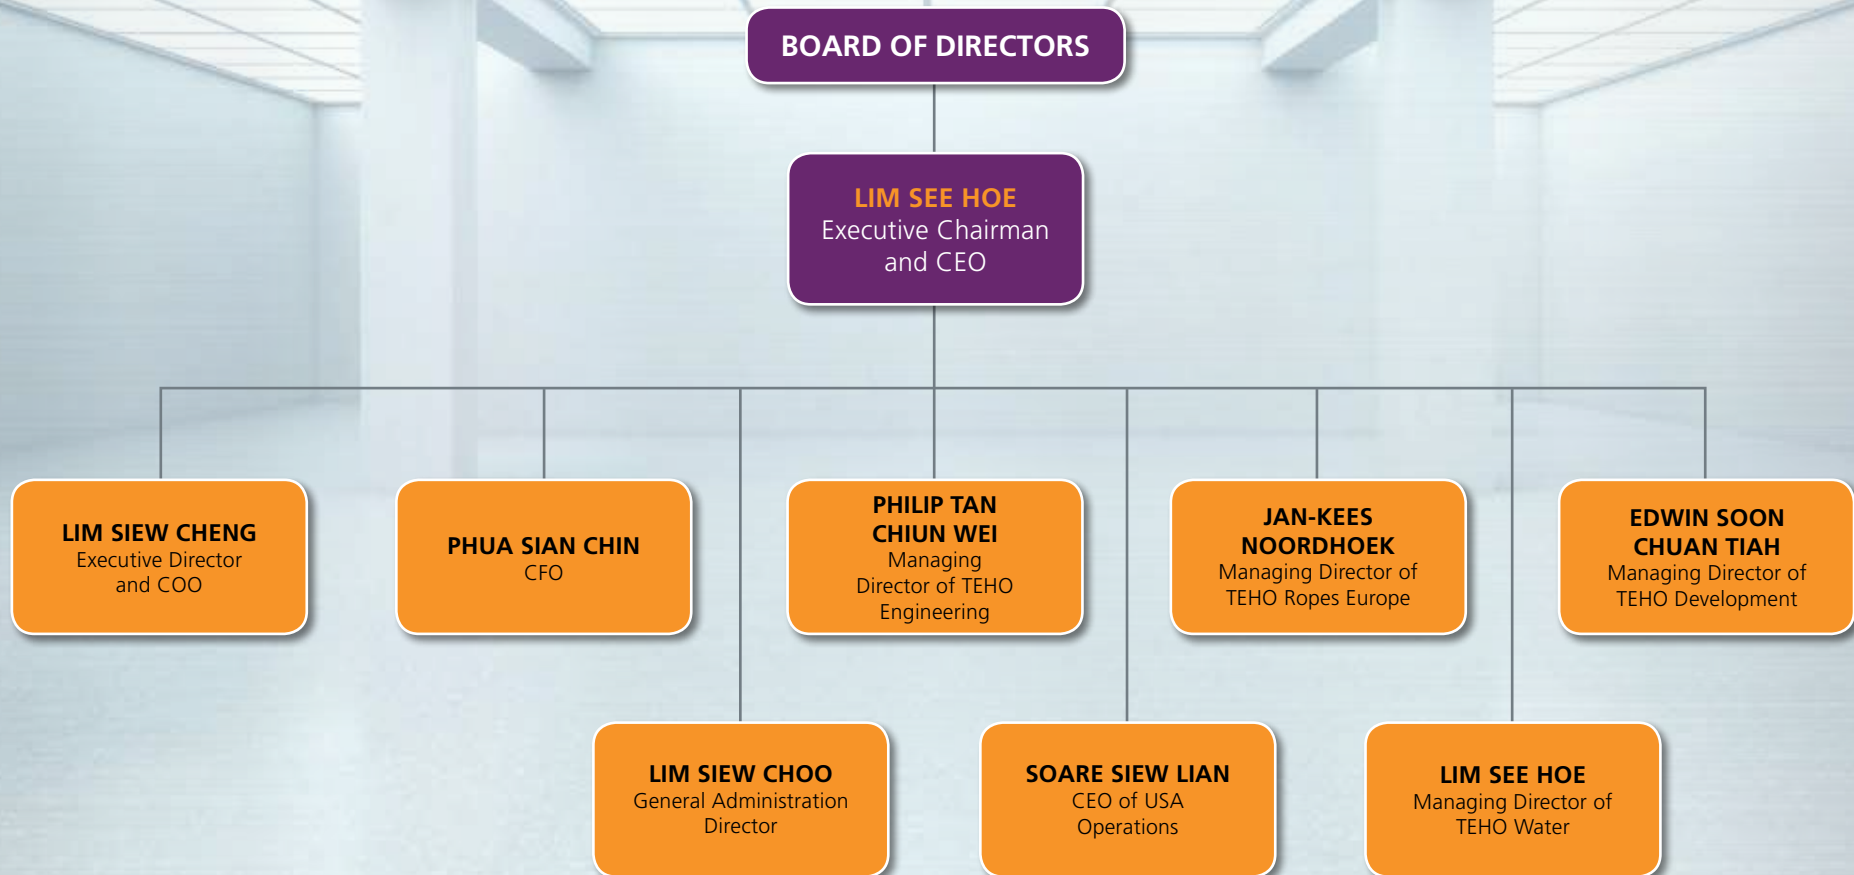 BOARD OF DIRECTORS
LIM SEE HOE
Executive Chairman
and CEO
LIM SIEW CHENG
Executive Director
and COO
PHUA SIAN CHIN
CFO
PHILIP TAN
CHIUN WEI
Managing
Director of TEHO
Engineering
JAN-KEES
NOORDHOEK
Managing Director of
TEHO Ropes Europe
EDWIN SOON
CHUAN TIAH
Managing Director of
TEHO Development
LIM SIEW CHOO
General Administration
Director
SOARE SIEW LIAN
CEO of USA
Operations
LIM SEE HOE
Managing Director of
TEHO Water